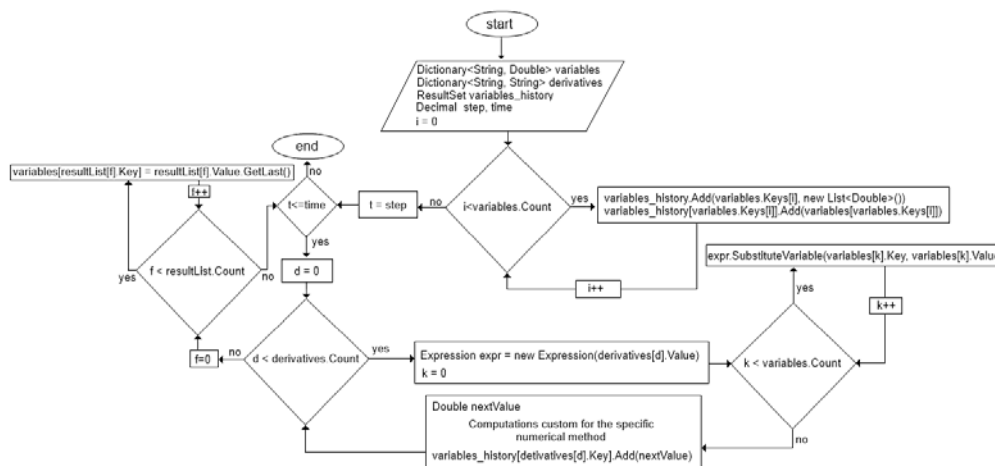 start
Dictionary<String, Double> variables
Dictionary<String, String> derivatives
ResultSet variables_history
Decimal step, time
i = 0
end
no
variables[resultList[f].Key] = resultList[f].Value.GetLast()
f++
t<=time
t = step
no
i<variables.Count
yes
variables_history.Add(variables.Keys[i], new List<Double>())
variables_history[variables.Keys[i]].Add(variables[variables.Keys[i]])
yes
f < resultList.Count
no
yes
d = 0
i++
expr.SubstituteVariable(variables[k].Key, variables[k].Value
yes
k++
f=0
no
d < derivatives.Count
yes
Expression expr = new Expression(derivatives[d].Value)
k = 0
k < variables.Count
no
Double nextValue
Computations custom for the specific
numerical method
variables_history[detivatives[d].Key].Add(nextValue)